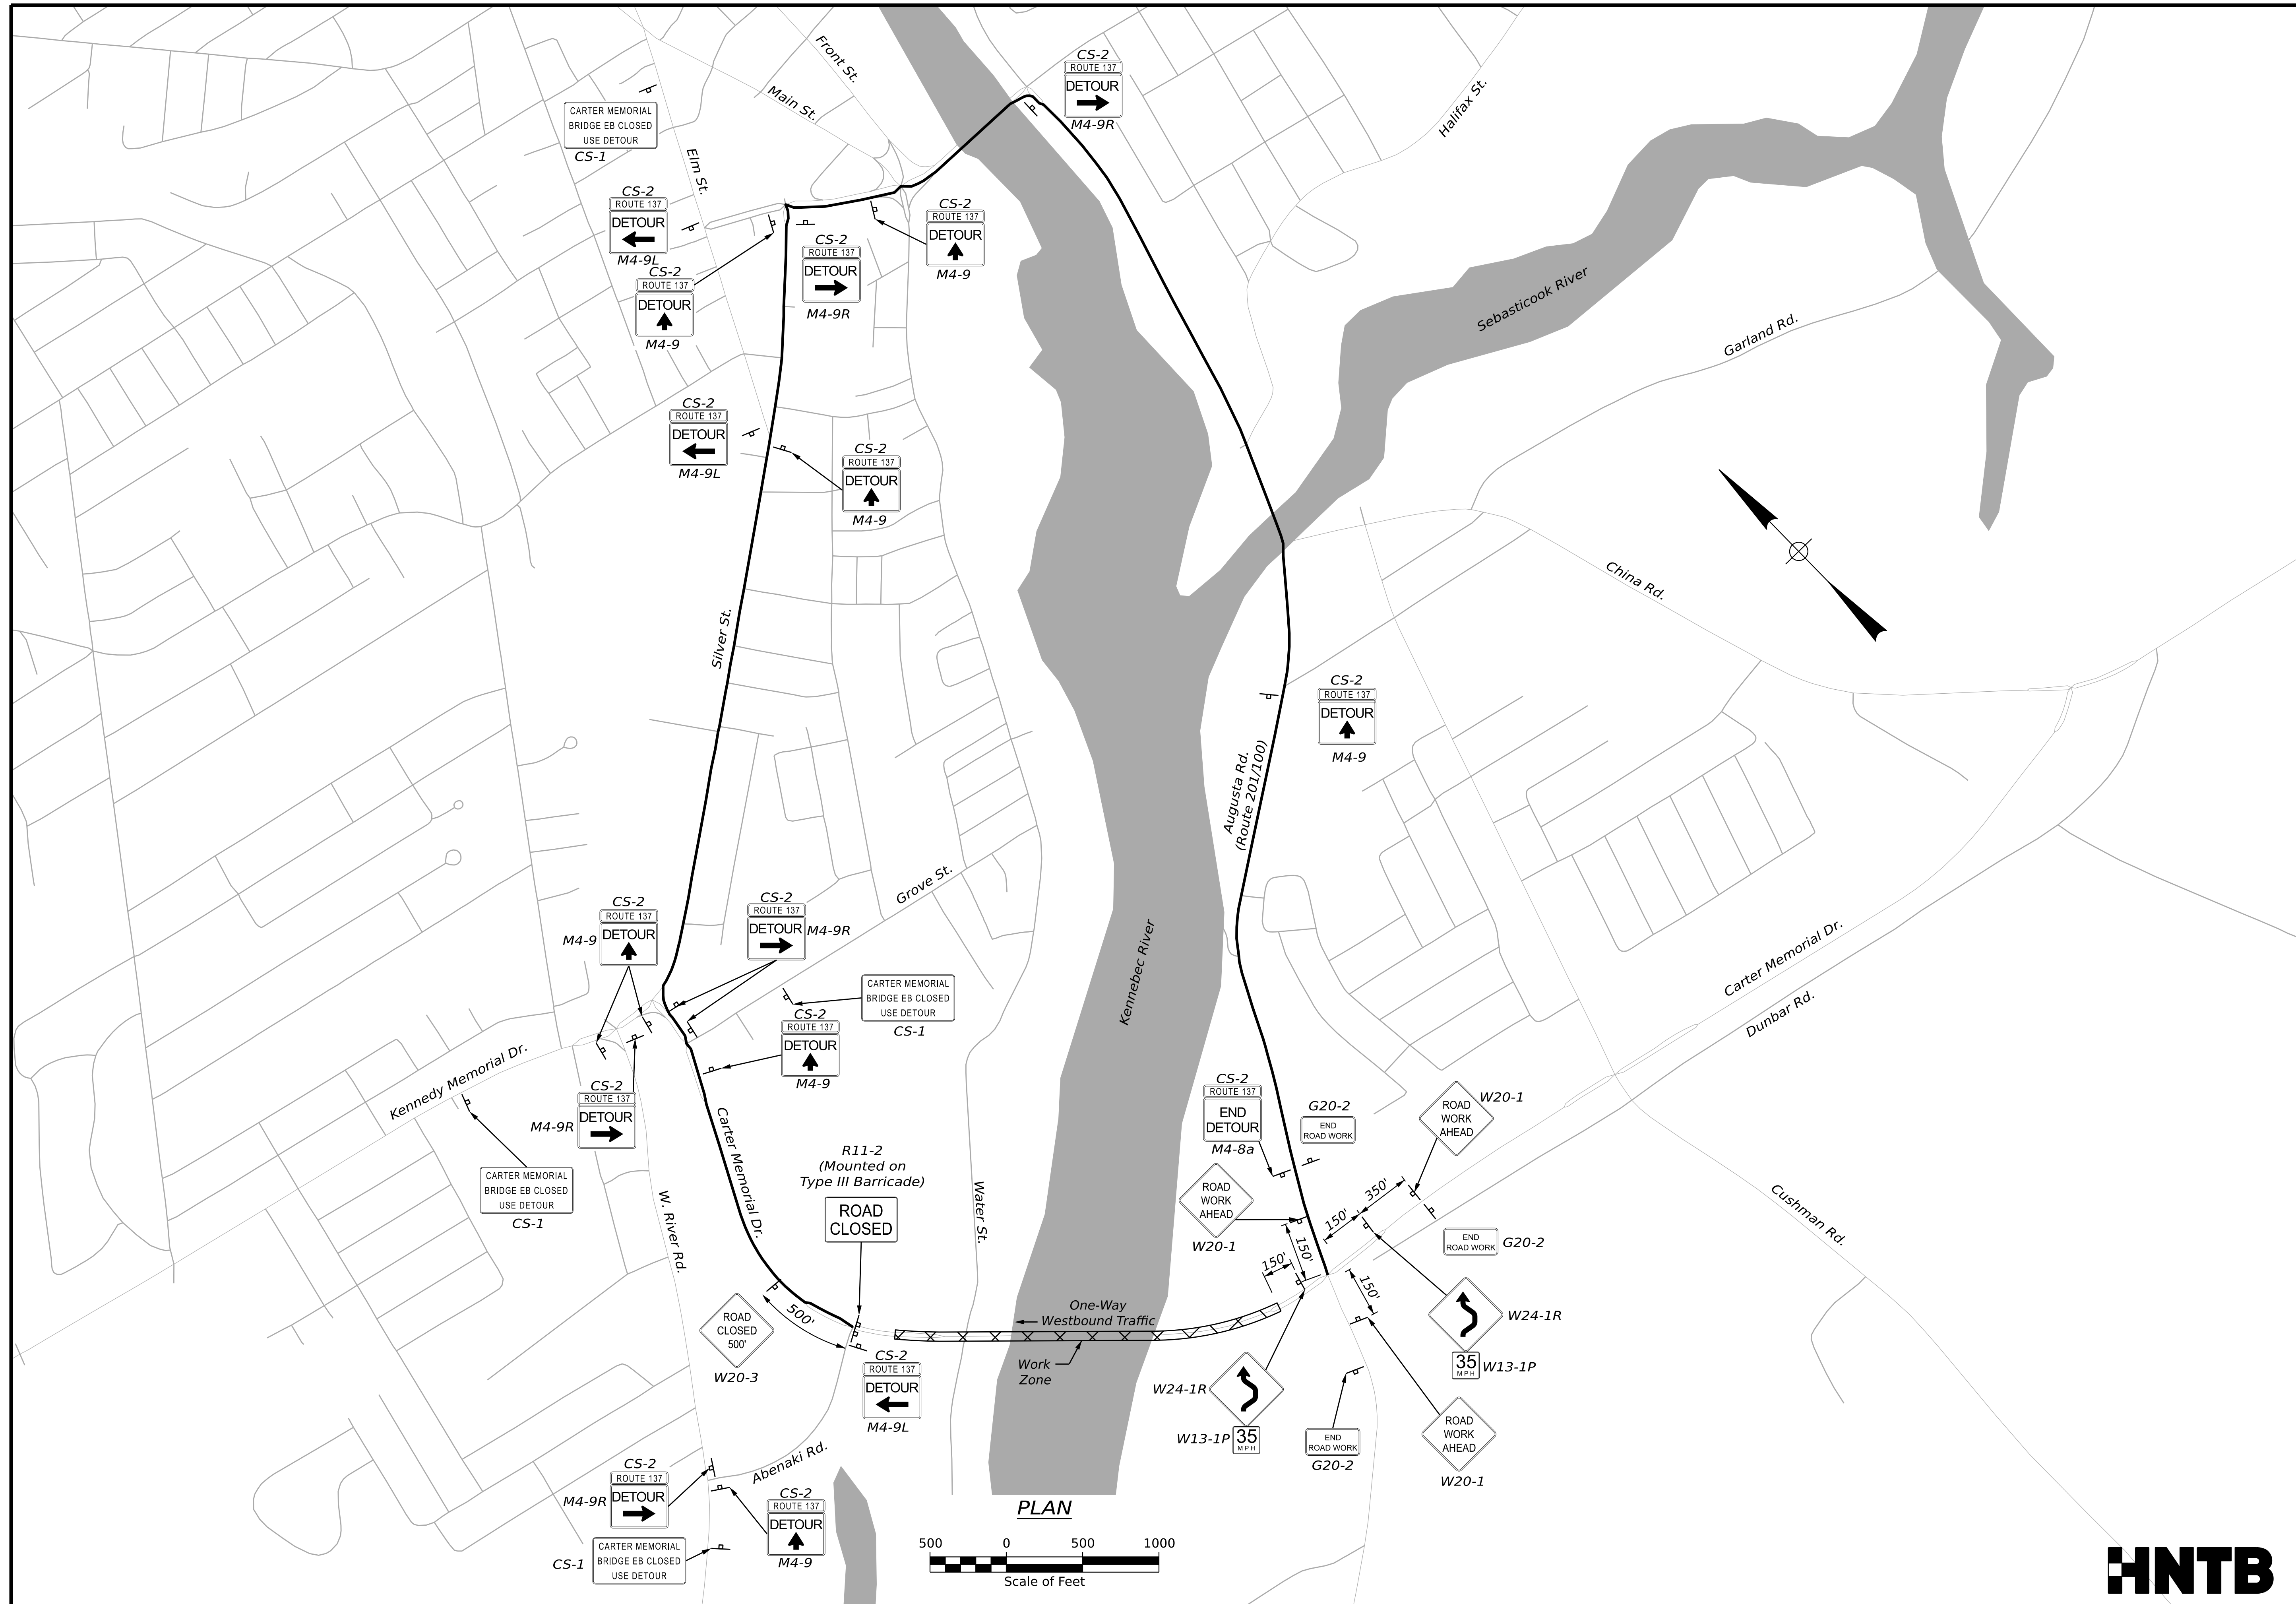 Front St.
Main St.
Elm St.
Halifax St.
CS-2
ROUTE 137
DETOUR
M4-9R
CARTER MEMORIAL
BRIDGE EB CLOSED
USE DETOUR
CS-1
CS-2
ROUTE 137
DETOUR
M4-9L
CS-2
ROUTE 137
DETOUR
M4-9
CS-2
ROUTE 137
DETOUR
M4-9R
CS-2
ROUTE 137
DETOUR
M4-9
Sebasticook River
Garland Rd.
CS-2
ROUTE 137
DETOUR
M4-9L
CS-2
ROUTE 137
DETOUR
M4-9
China Rd.
Silver St.
CS-2
ROUTE 137
DETOUR
M4-9
Augusta Rd.
(Route 201/100)
Grove St.
CS-2
ROUTE 137
DETOUR
M4-9
CS-2
ROUTE 137
DETOUR
M4-9R
CARTER MEMORIAL
BRIDGE EB CLOSED
USE DETOUR
CS-1
CS-2
ROUTE 137
DETOUR
M4-9
Kennebec River
Carter Memorial Dr.
Dunbar Rd.
Kennedy Memorial Dr.
CS-2
ROUTE 137
DETOUR
M4-9R
CARTER MEMORIAL
BRIDGE EB CLOSED
USE DETOUR
CS-1
Carter Memorial Dr.
W. River Rd.
R11-2
(Mounted on
Type III Barricade)
ROAD
CLOSED
Water St.
CS-2
ROUTE 137
END
DETOUR
M4-8a
G20-2
END
ROAD WORK
W20-1
ROAD
WORK
AHEAD
ROAD
WORK
AHEAD
W20-1
350'
150'
150'
150'
150'
END
ROAD WORK
G20-2
Cushman Rd.
W24-1R
35
MPH
W13-1P
ROAD
CLOSED
500'
W20-3
500'
CS-2
ROUTE 137
DETOUR
M4-9L
One-Way
Westbound Traffic
Work
Zone
W24-1R
W13-1P
35
MPH
END
ROAD WORK
G20-2
ROAD
WORK
AHEAD
W20-1
Abenaki Rd.
CS-2
ROUTE 137
DETOUR
M4-9R
CS-2
ROUTE 137
DETOUR
M4-9
CS-1
CARTER MEMORIAL
BRIDGE EB CLOSED
USE DETOUR
PLAN
500 0 500 1000
Scale of Feet
HNTB